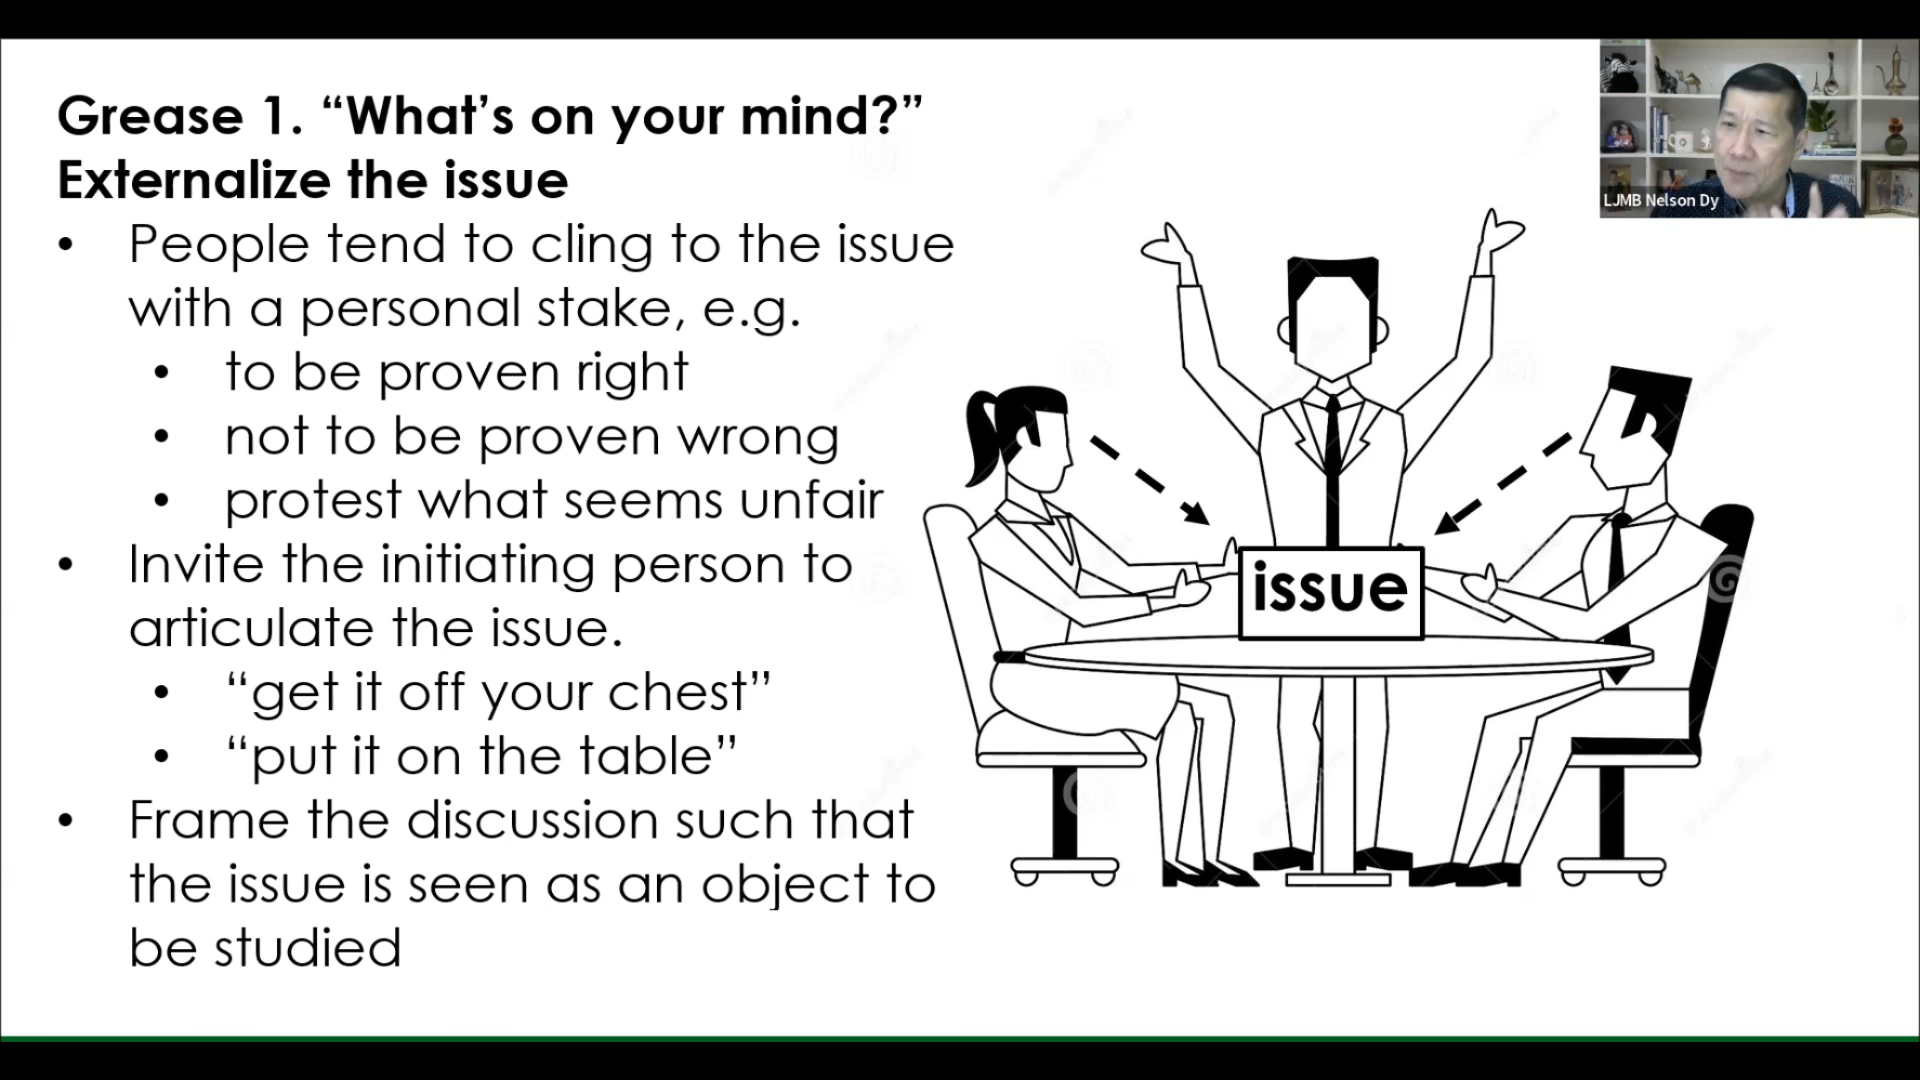 Grease 1. “What’s on your mind?”
Externalize the issue
• People tend to cling to the issue
with a personal stake, e.g.
• to be proven right
• not to be proven wrong
• protest what seems unfair
• Invite the initiating person to
articulate the issue.
• “get it off your chest”
• “put it on the table”
• Frame the discussion such that
the issue is seen as an object to
be studied
issue
LJMB Nelson Dy